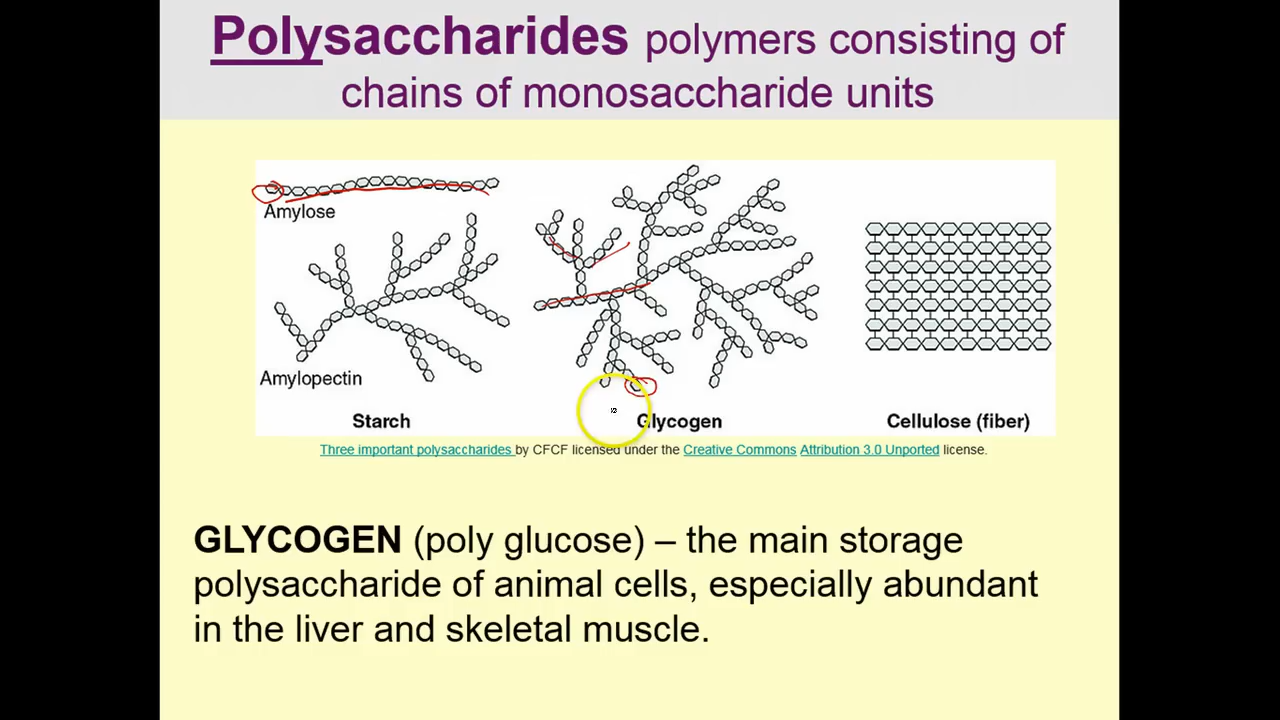 Polysaccharides polymers consisting of
chains of monosaccharide units
Amylose
Amylopectin
Starch
Glycogen
Cellulose (fiber)
Three important polysaccharides by CFCF licensed under the Creative Commons Attribution 3.0 Unported license.
GLYCOGEN (poly glucose) – the main storage
polysaccharide of animal cells, especially abundant
in the liver and skeletal muscle.